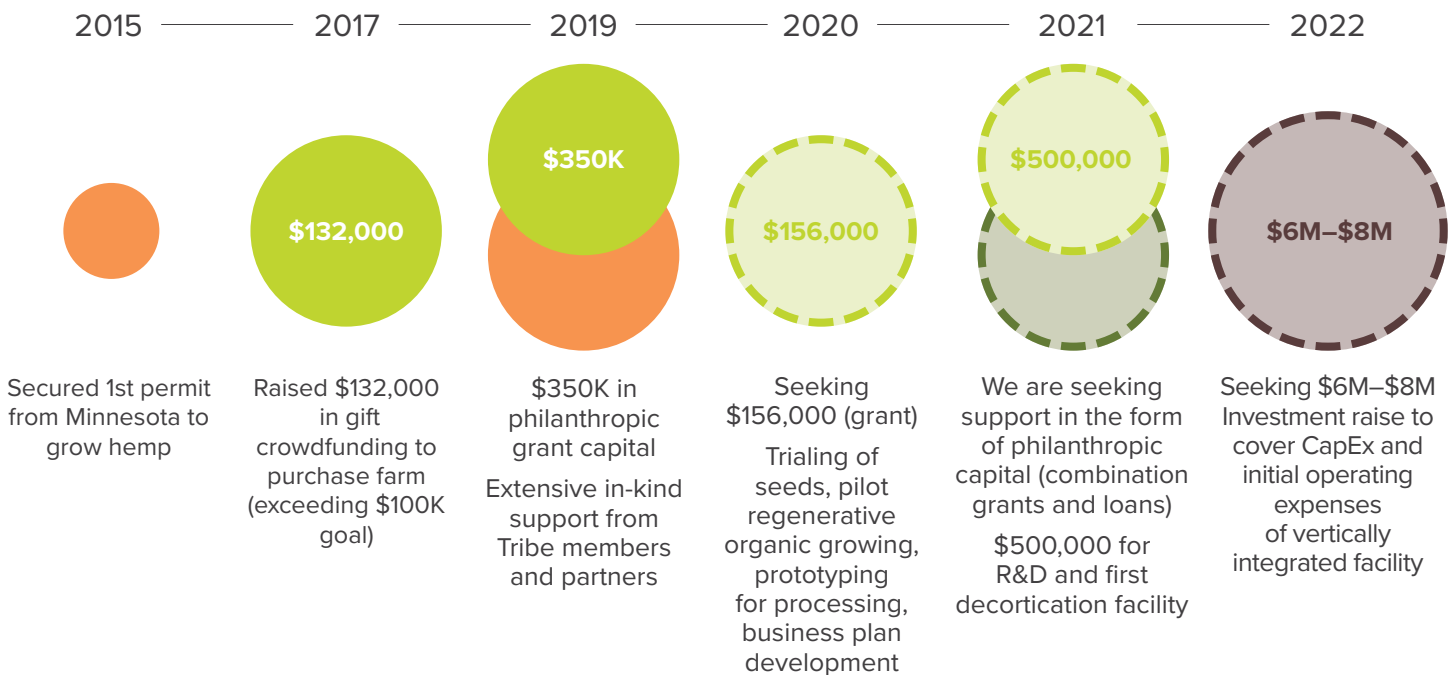 2015
2017
2019
2020
2021
2022
$132,000
$350K
$156,000
$500,000
$6M–$8M
Secured 1st permit
from Minnesota to
grow hemp
Raised $132,000
in gift
crowdfunding to
purchase farm
(exceeding $100K
goal)
$350K in
philanthropic
grant capital
Extensive in-kind
support from
Tribe members
and partners
Seeking
$156,000 (grant)
Trialing of
seeds, pilot
regenerative
organic growing,
prototyping
for processing,
business plan
development
We are seeking
support in the form
of philanthropic
capital (combination
grants and loans)
$500,000 for
R&D and first
decortication facility
Seeking $6M–$8M
Investment raise to
cover CapEx and
initial operating
expenses
of vertically
integrated facility